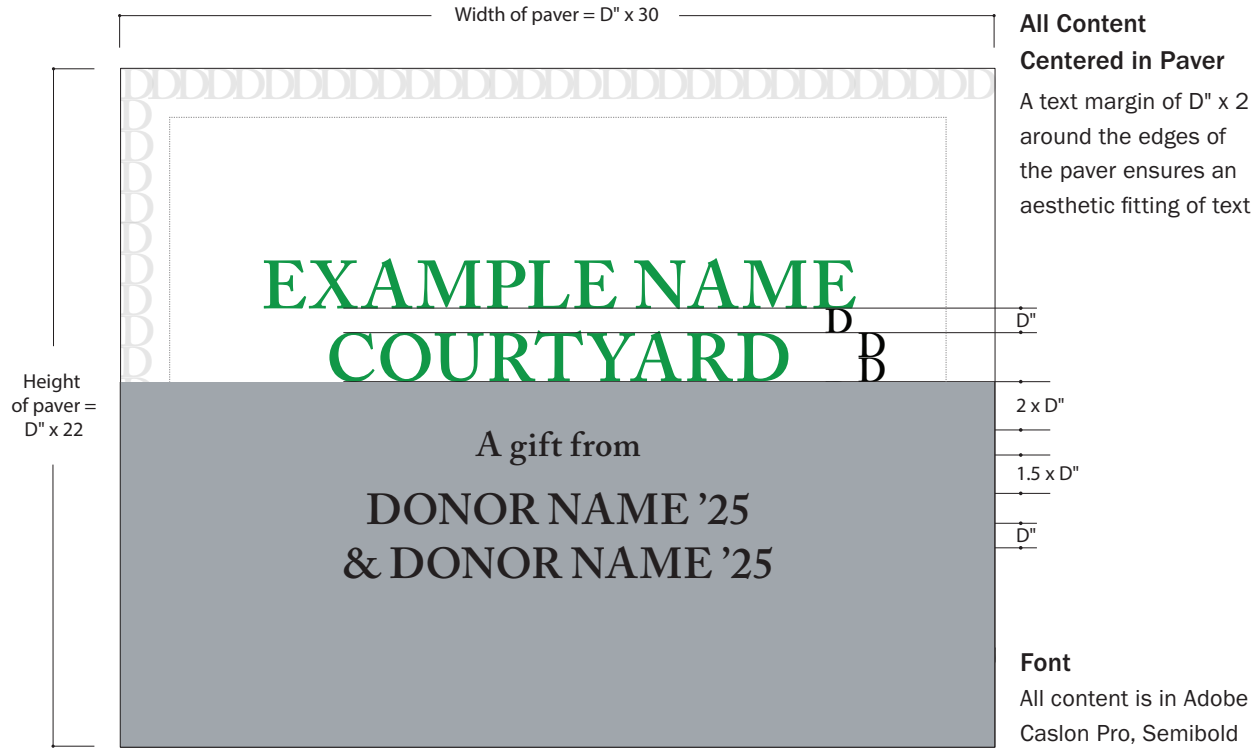 Width of paver = D" x 30
All Content
Centered in Paver
A text margin of D" x 2
around the edges of
the paver ensures an
aesthetic fitting of text
DDDDDDDDDDDDDDDDDDDDDDDDDDDDDD
D
D
D
D
D
D
D
D
D
EXAMPLE NAME
D
D"
COURTYARD
D
D
Height
of paver =
D" x 22
2 x D"
A gift from
1.5 x D"
DONOR NAME ’25
D"
& DONOR NAME ’25
Font
All content is in Adobe
Caslon Pro, Semibold